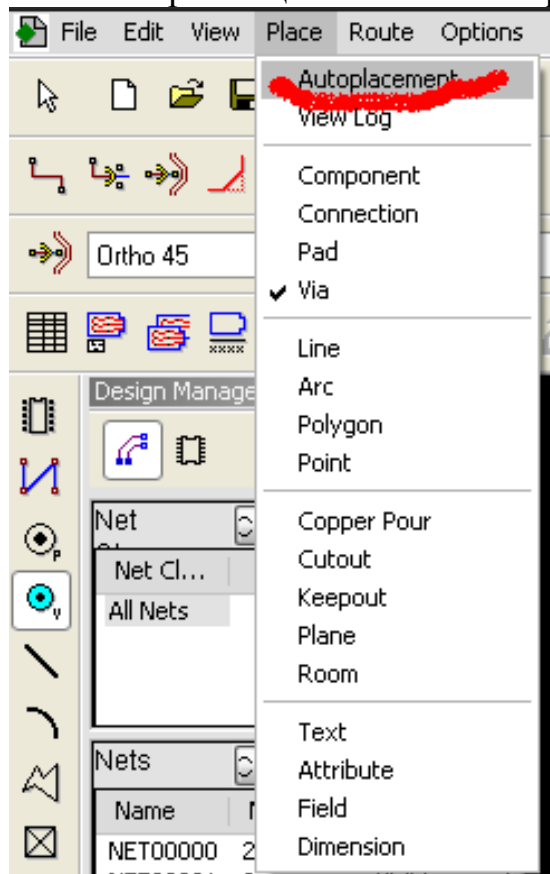 File Edit View Place Route Options
Autoplacement
View Log
Component
Connection
Pad
Ortho 45
Via
Line
Design Manage
Arc
Polygon
Point
Net
Copper Pour
Cutout
Net Cl...
Keepout
All Nets
Plane
Room
Text
Nets
Attribute
Name
Field
NET00000 2
Dimension